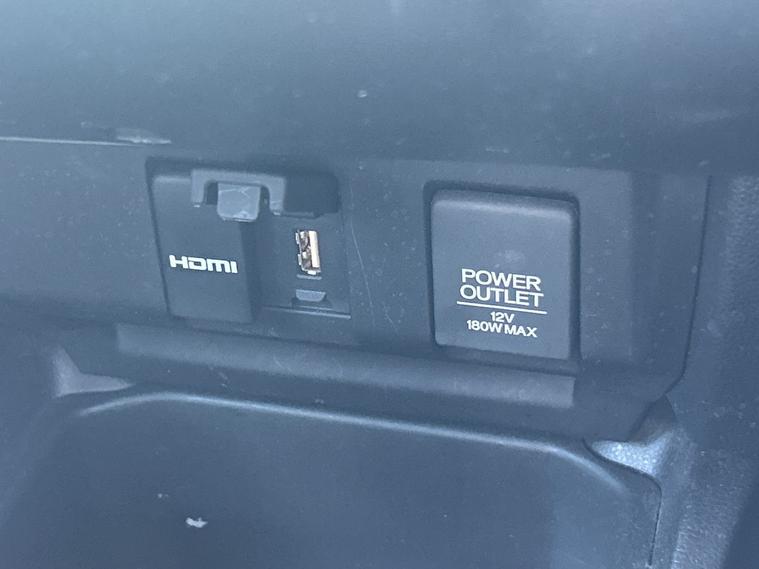 HDMI
POWER
OUTLET
12V
180W MAX